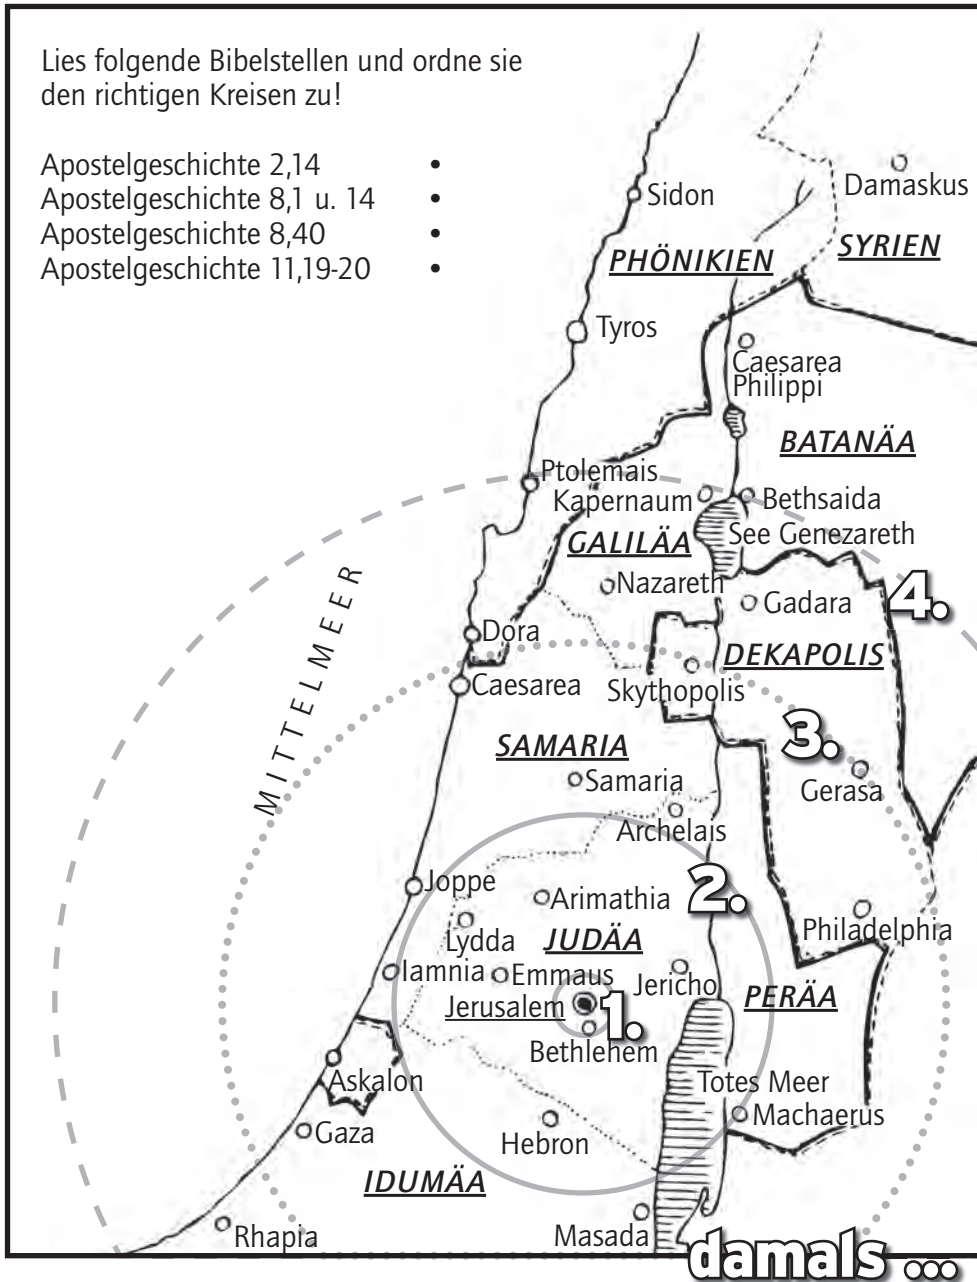 Lies folgende Bibelstellen und ordne sie
den richtigen Kreisen zu!
Apostelgeschichte 2,14 •
Apostelgeschichte 8,1 u. 14 •
Apostelgeschichte 8,40 •
Apostelgeschichte 11,19-20 •
Damaskus
Sidon
SYRIEN
PHÖNIKIEN
Tyros
Caesarea
Philippi
BATANÄA
Ptolemais
Kapernaum
Bethsaida
See Genezareth
GALILÄA
Nazareth
Gadara
4.
MITTELMEER
Dora
DEKAPOLIS
Skythopolis
Caesarea
3.
SAMARIA
Samaria
Gerasa
Archelais
Joppe
Arimathia
2.
Lydda
JUDÄA
Philadelphia
Iamnia
Emmaus
Jericho
PERÄA
Jerusalem
1.
Bethlehem
Askalon
Totes Meer
Machaerus
Gaza
Hebron
IDUMÄA
Rhapia
Masada
damals ...